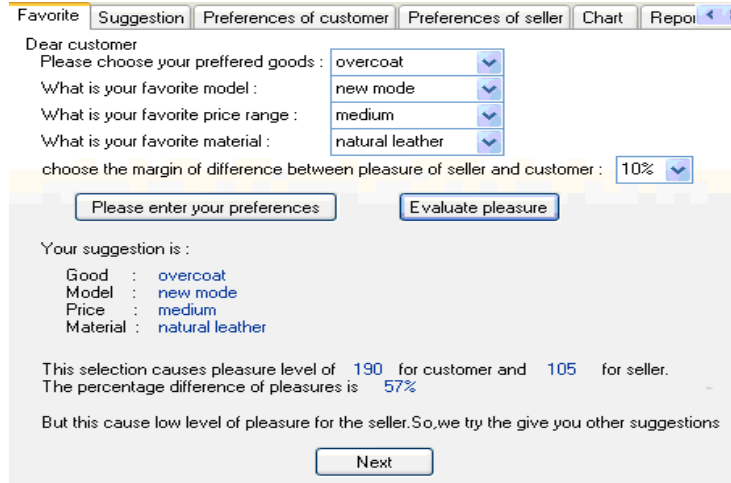 Favorite Suggestion Preferences of customer Preferences of seller Chart Repor
Dear customer
Please choose your preffered goods : overcoat
What is your favorite model : new mode
What is your favorite price range : medium
What is your favorite material : natural leather
choose the margin of difference between pleasure of seller and customer : 10%
Please enter your preferences Evaluate pleasure
Your suggestion is :
Good : overcoat
Model : new mode
Price : medium
Material : natural leather
This selection causes pleasure level of 190 for customer and 105 for seller.
The percentage difference of pleasures is 57%
But this cause low level of pleasure for the seller.So,we try the give you other suggestions
Next